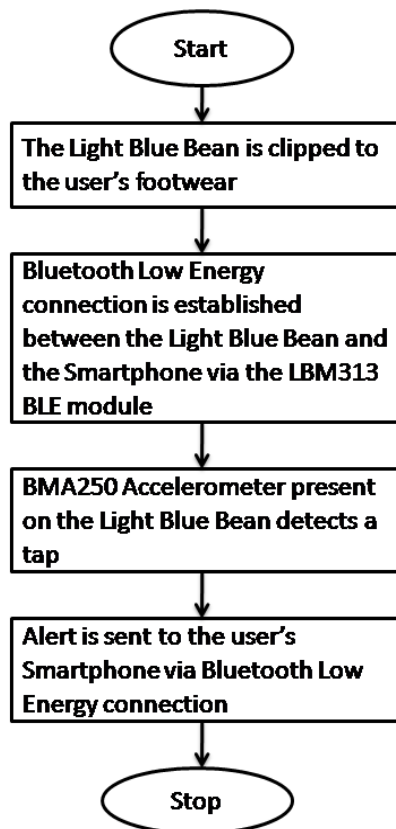 Start
The Light Blue Bean is clipped to
the user's footwear
Bluetooth Low Energy
connection is established
between the Light Blue Bean and
the Smartphone via the LBM313
BLE module
BMA250 Accelerometer present
on the Light Blue Bean detects a
tap
Alert is sent to the user's
Smartphone via Bluetooth Low
Energy connection
Stop